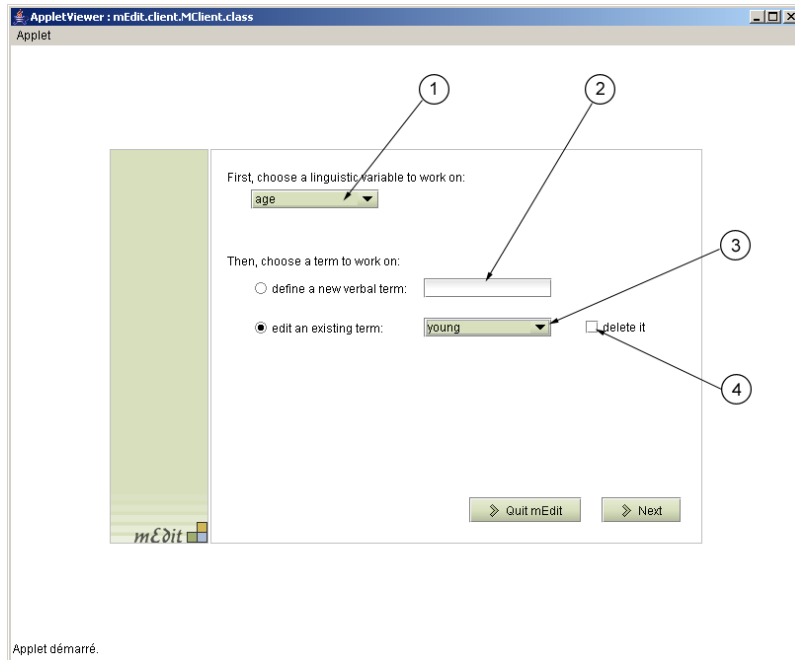 AppletViewer : mEdit.client.MClient.class
Applet
1
2
First, choose a linguistic variable to work on:
age
3
Then, choose a term to work on:
define a new verbal term:
edit an existing term: young delete it
4
Quit mEdit Next
mEdit
Applet démarré.